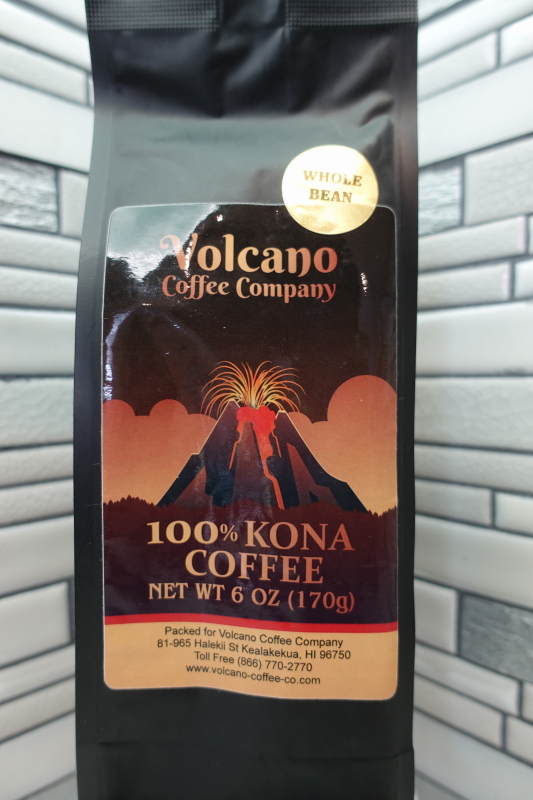 WHOLE
BEAN
Volcano
Coffee Company
100% KONA
COFFEE
NET WT 6 OZ (170g)
Packed for Volcano Coffee Company
81-965 Halekii St Kealakekua, HI 96750
Toll Free (866) 770-2770
www.volcano-coffee-co.com